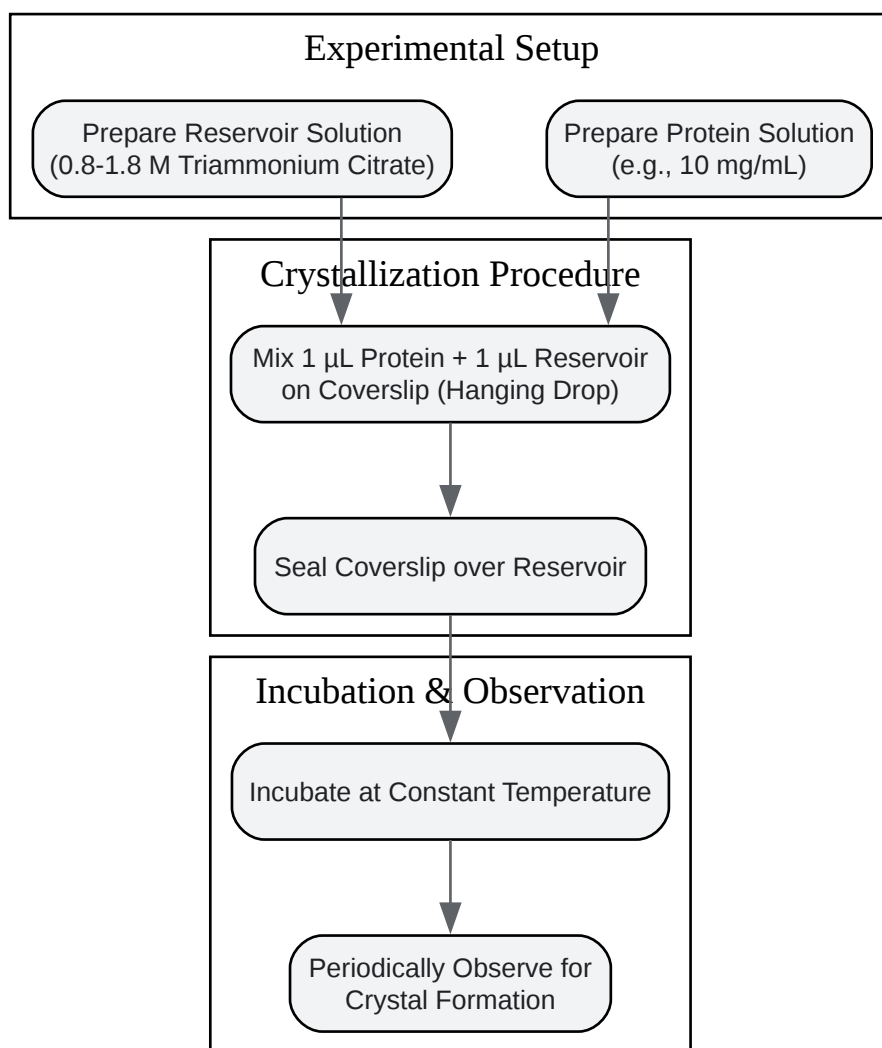 Experimental Setup
Prepare Reservoir Solution
(0.8-1.8 M Triammonium Citrate)
Prepare Protein Solution
(e.g., 10 mg/mL)
Crystallization Procedure
Mix 1 µL Protein + 1 µL Reservoir
on Coverslip (Hanging Drop)
Seal Coverslip over Reservoir
Incubation & Observation
Incubate at Constant Temperature
Periodically Observe for
Crystal Formation